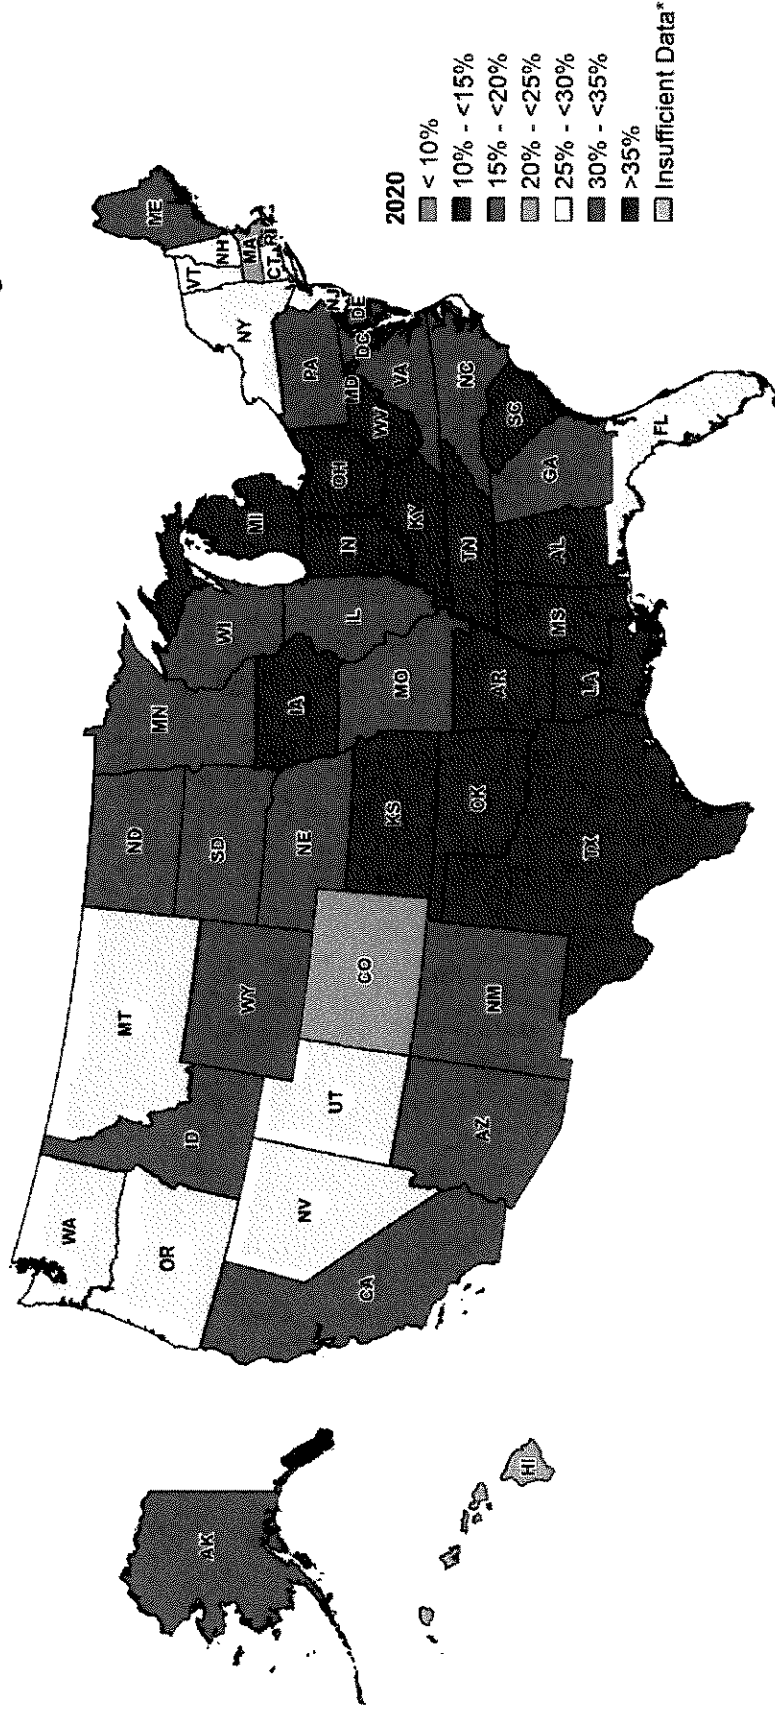 AK
HI
WA
OR
CA
NV
ID
MT
UT
AZ
WY
CO
NM
ND
SD
NE
KS
OK
TX
MN
IA
MO
AR
LA
WI
IL
MS
MI
IN
KY
TN
AL
OH
WV
GA
SC
NC
VA
PA
MD
DC
DE
NJ
NY
CT
RI
MA
VT
NH
ME
FL
2020
< 10%
10% - <15%
15% - <20%
20% - <25%
25% - <30%
30% - <35%
>35%
Insufficient Data*